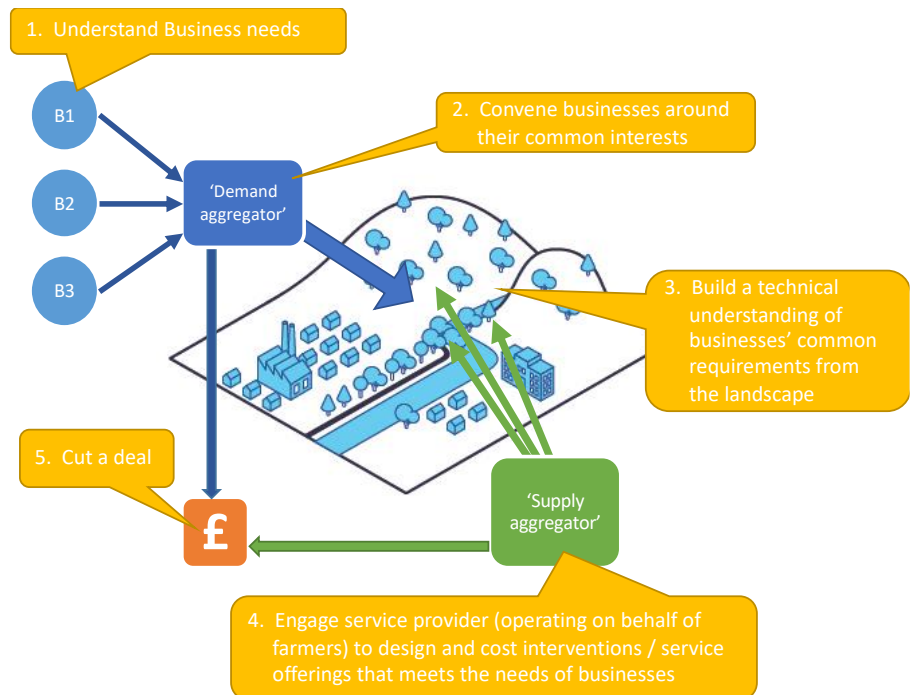 1. Understand Business needs
B1
2. Convene businesses around
their common interests
‘Demand
aggregator’
B2
B3
3. Build a technical
understanding of
businesses’ common
requirements from
the landscape
5. Cut a deal
£
‘Supply
aggregator’
4. Engage service provider (operating on behalf of
farmers) to design and cost interventions / service
offerings that meets the needs of businesses